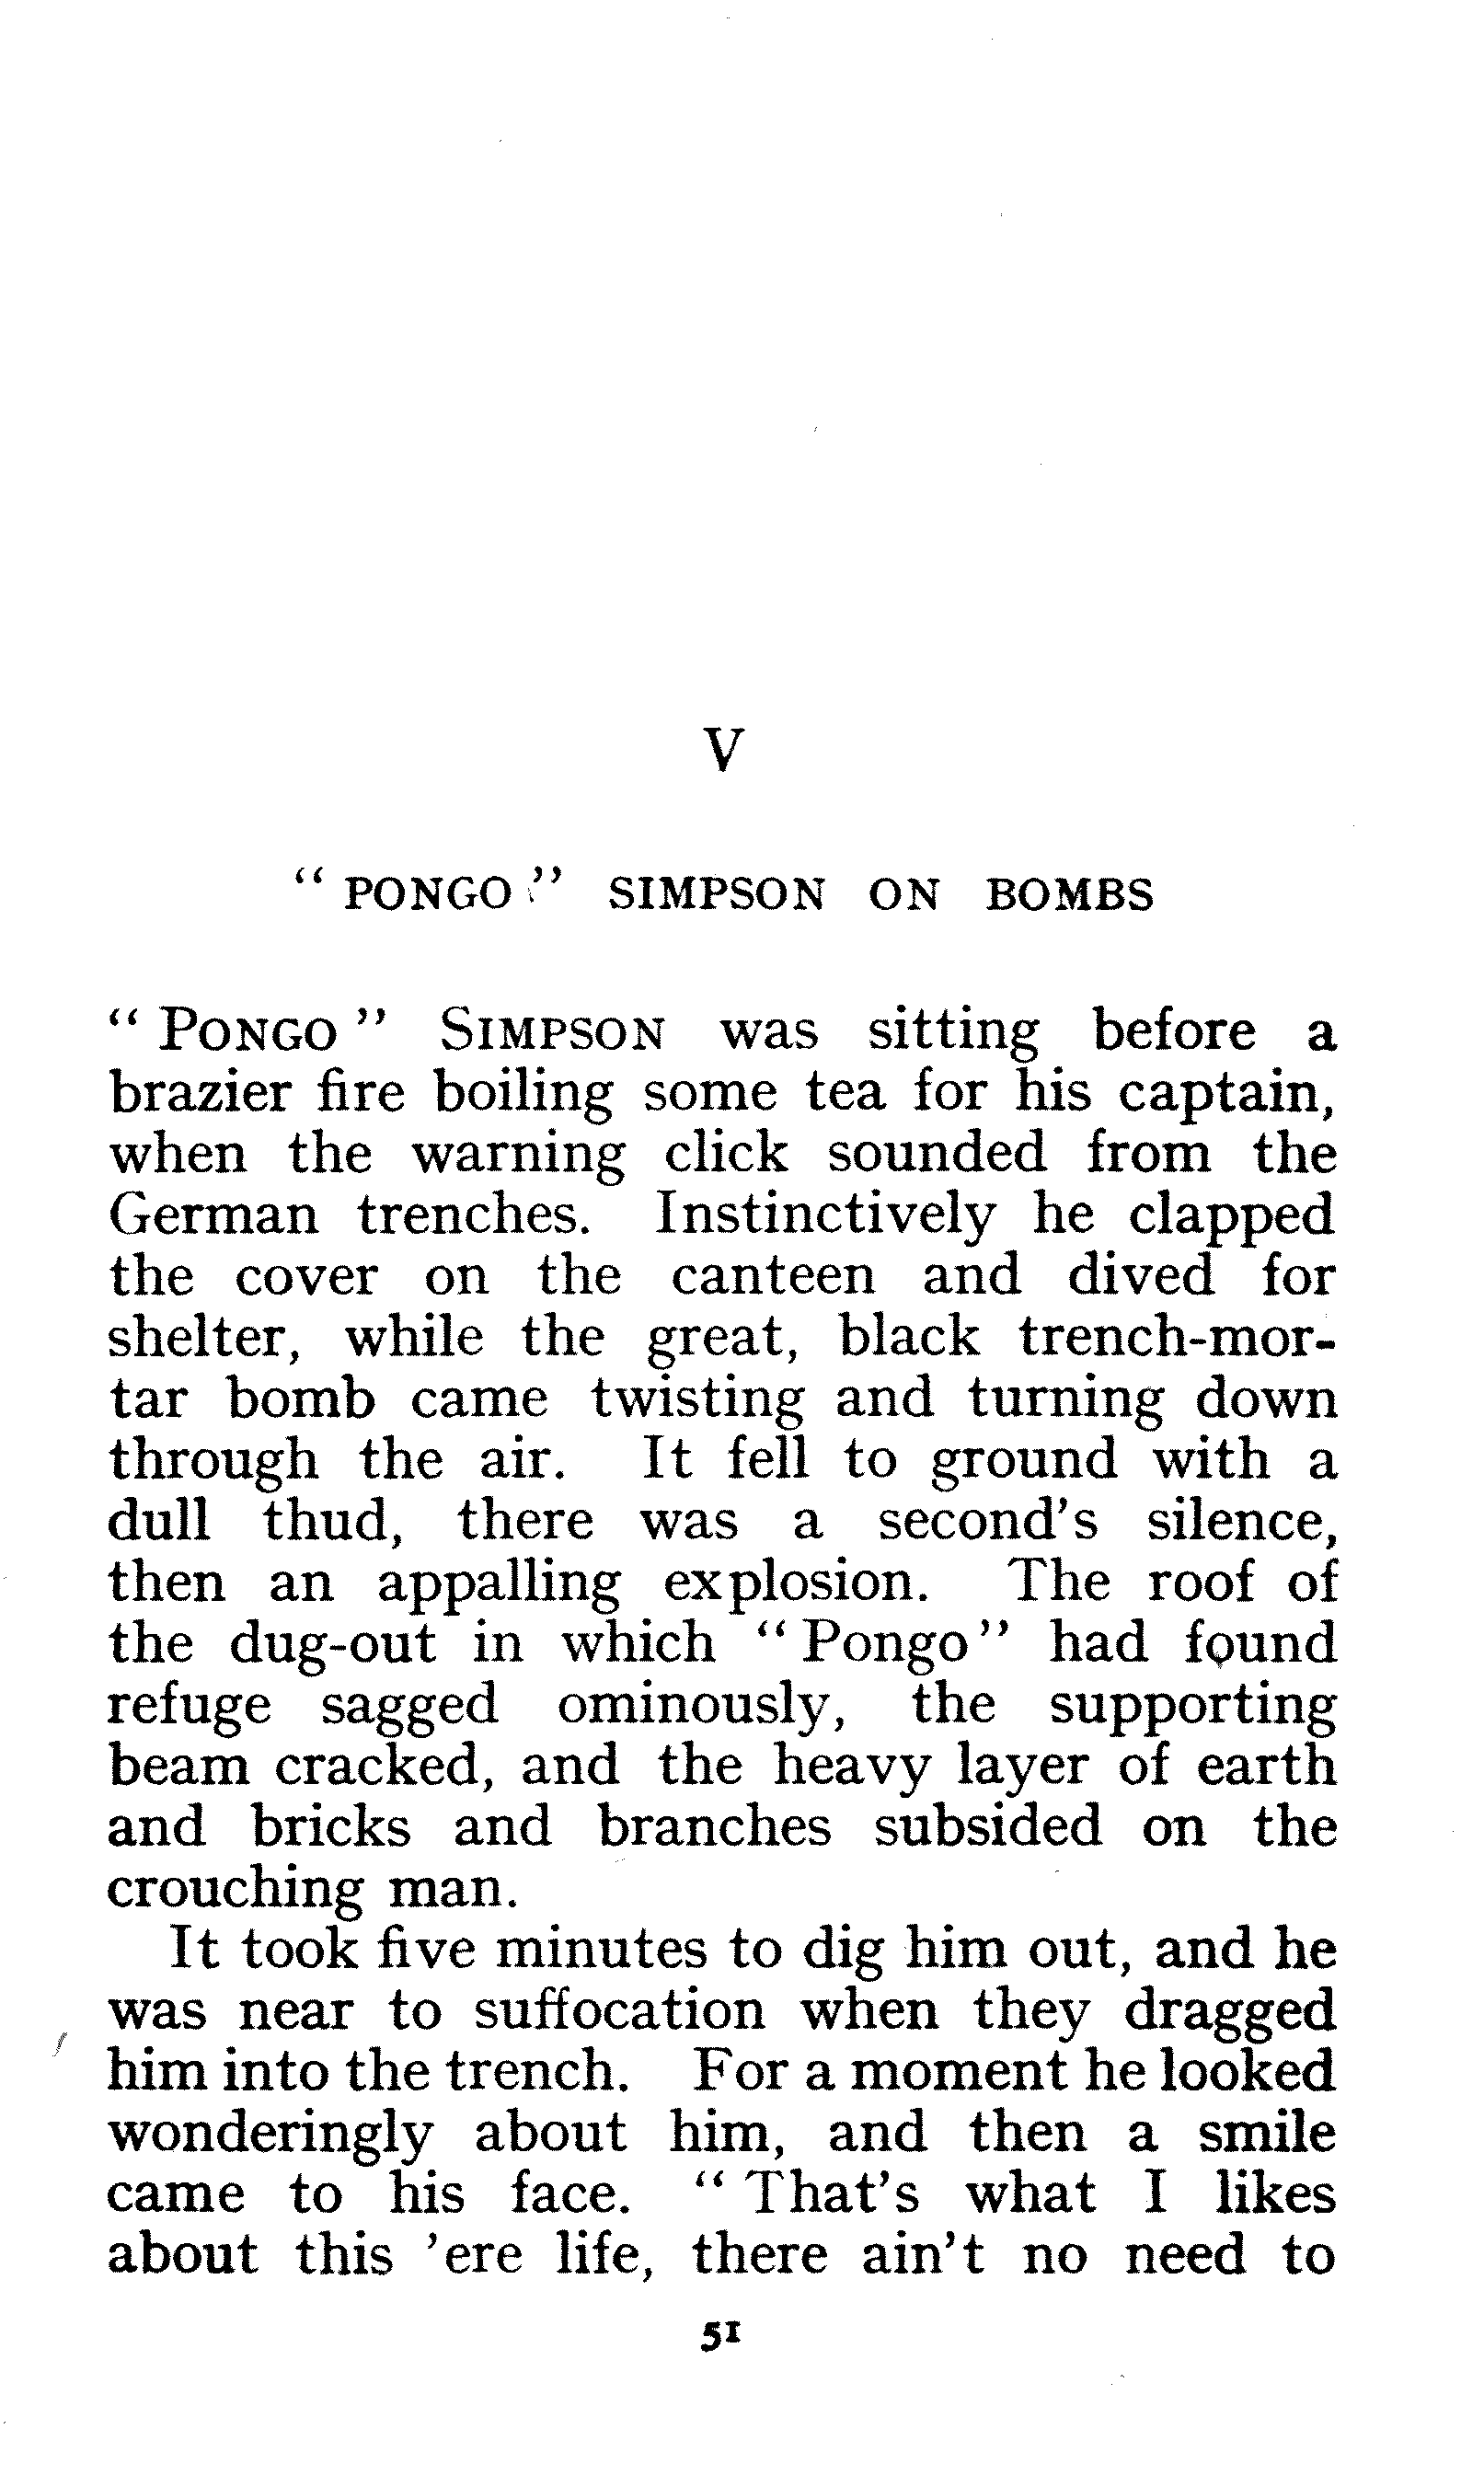 V
“ PONGO ” SIMPSON ON BOMBS
“ PONGO ” SIMPSON was sitting before a
brazier fire boiling some tea for his captain,
when the warning click sounded from the
German trenches. Instinctively he clapped
the cover on the canteen and dived for
shelter, while the great, black trench-mor-
tar bomb came twisting and turning down
through the air. It fell to ground with a
dull thud, there was a second’s silence,
then an appalling explosion. The roof of
the dug-out in which “ Pongo ” had found
refuge sagged ominously, the supporting
beam cracked, and the heavy layer of earth
and bricks and branches subsided on the
crouching man.
It took five minutes to dig him out, and he
was near to suffocation when they dragged
him into the trench. For a moment he looked
wonderingly about him, and then a smile
came to his face. “ That’s what I likes
about this ’ere life, there ain’t no need to
51